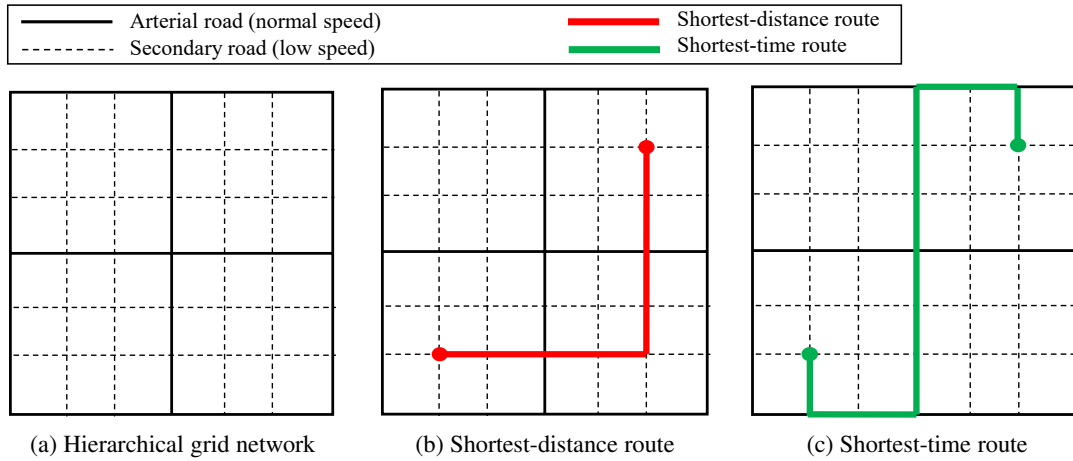 Arterial road (normal speed)
Secondary road (low speed)
Shortest-distance route
Shortest-time route
(a) Hierarchical grid network
(b) Shortest-distance route
(c) Shortest-time route